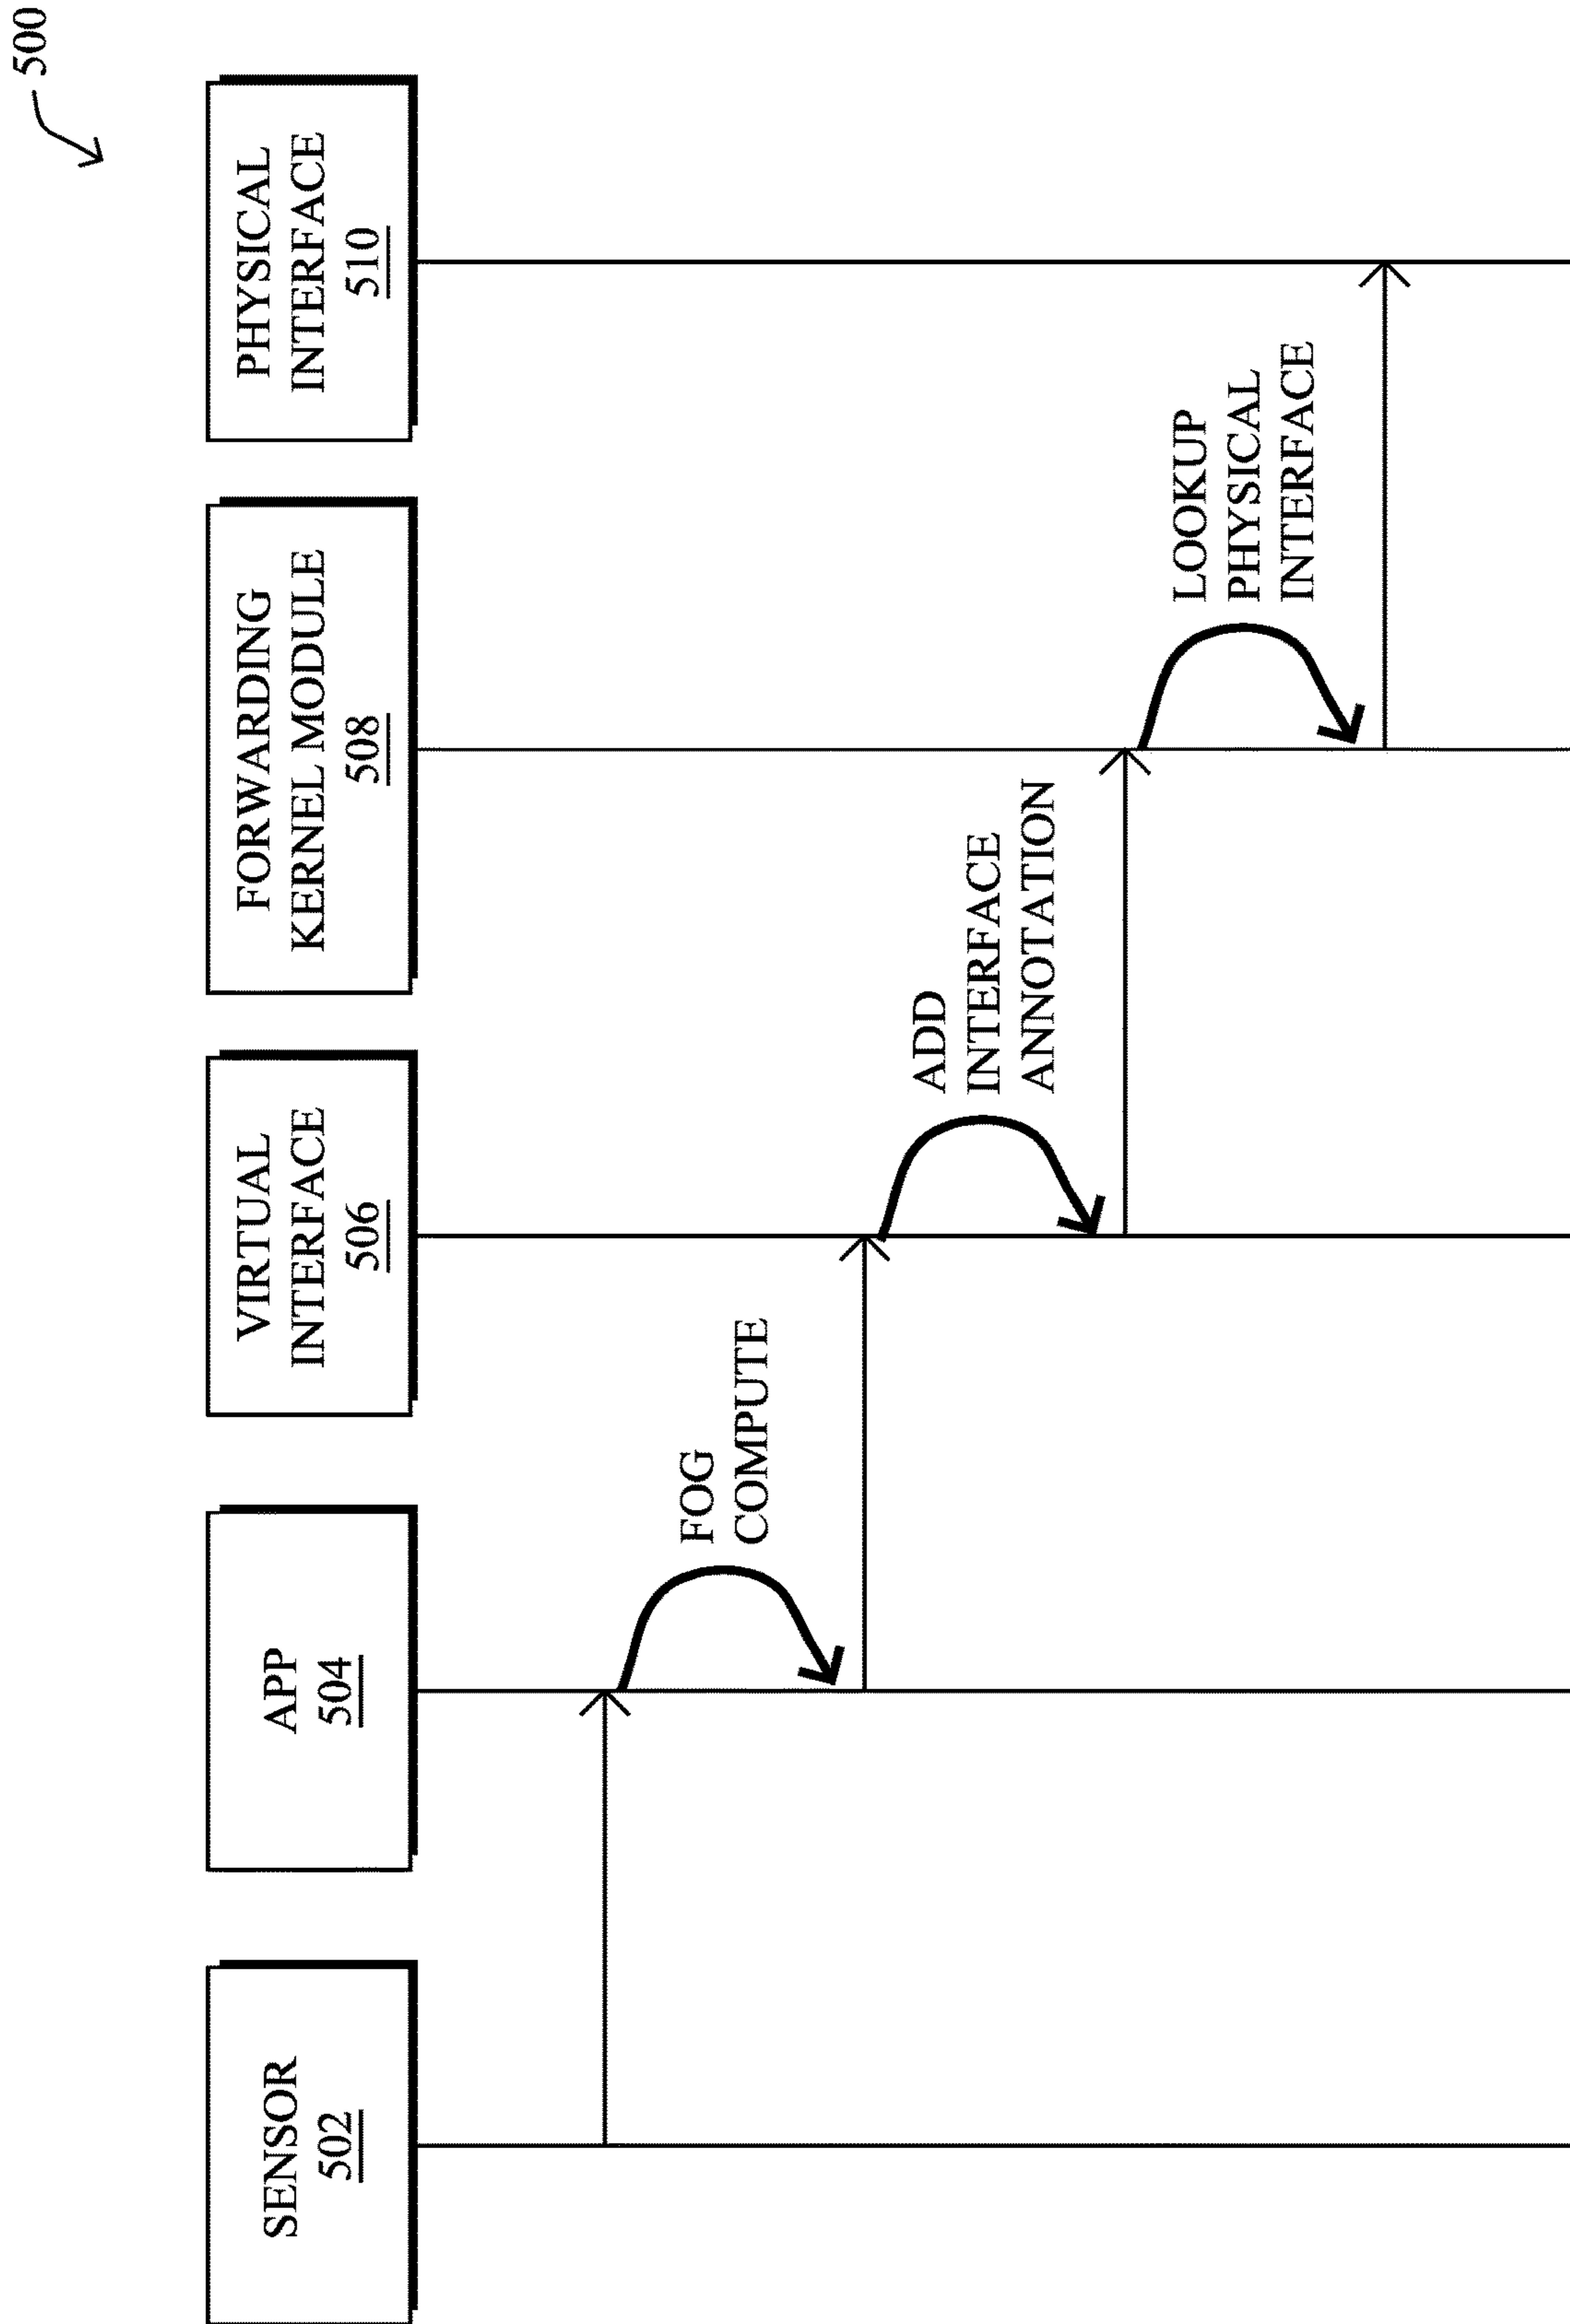 500
SENSOR
502
APP
504
VIRTUAL
INTERFACE
506
FORWARDING
KERNEL MODULE
508
PHYSICAL
INTERFACE
510
FOG
COMPUTE
ADD
INTERFACE
ANNOTATION
LOOKUP
PHYSICAL
INTERFACE